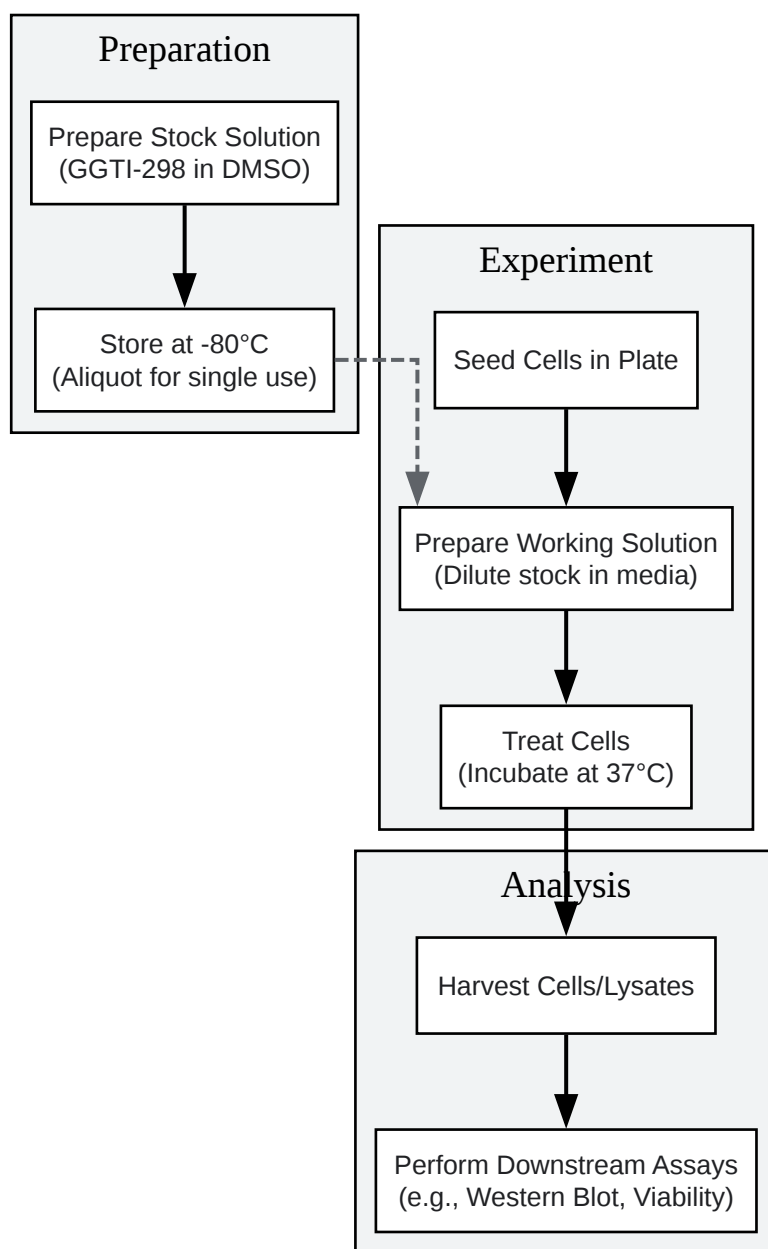 Preparation
Prepare Stock Solution
(GGTI-298 in DMSO)
Store at -80°C
(Aliquot for single use)
Experiment
Seed Cells in Plate
Prepare Working Solution
(Dilute stock in media)
Treat Cells
(Incubate at 37°C)
Analysis
Harvest Cells/Lysates
Perform Downstream Assays
(e.g., Western Blot, Viability)